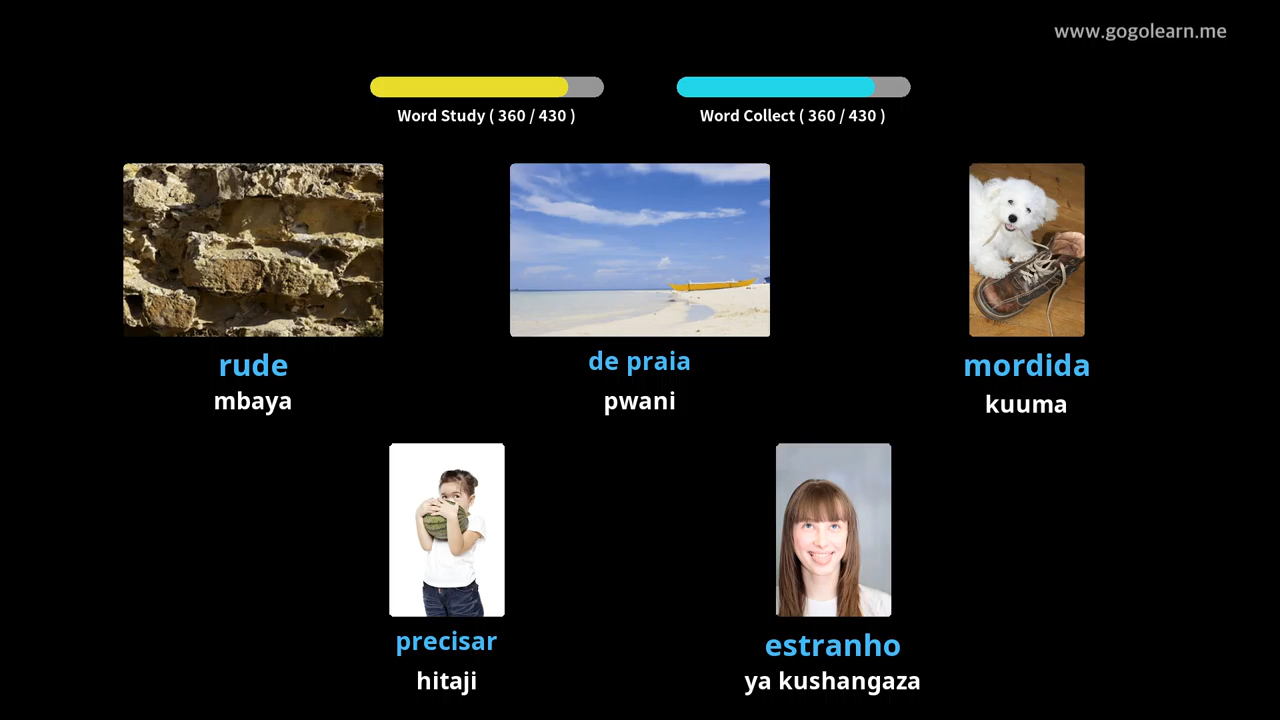 www.gogolearn.me
Word Study ( 360 / 430 )
Word Collect ( 360 / 430 )
rude
mbaya
de praia
pwani
mordida
kuuma
precisar
hitaji
estranho
ya kushangaza